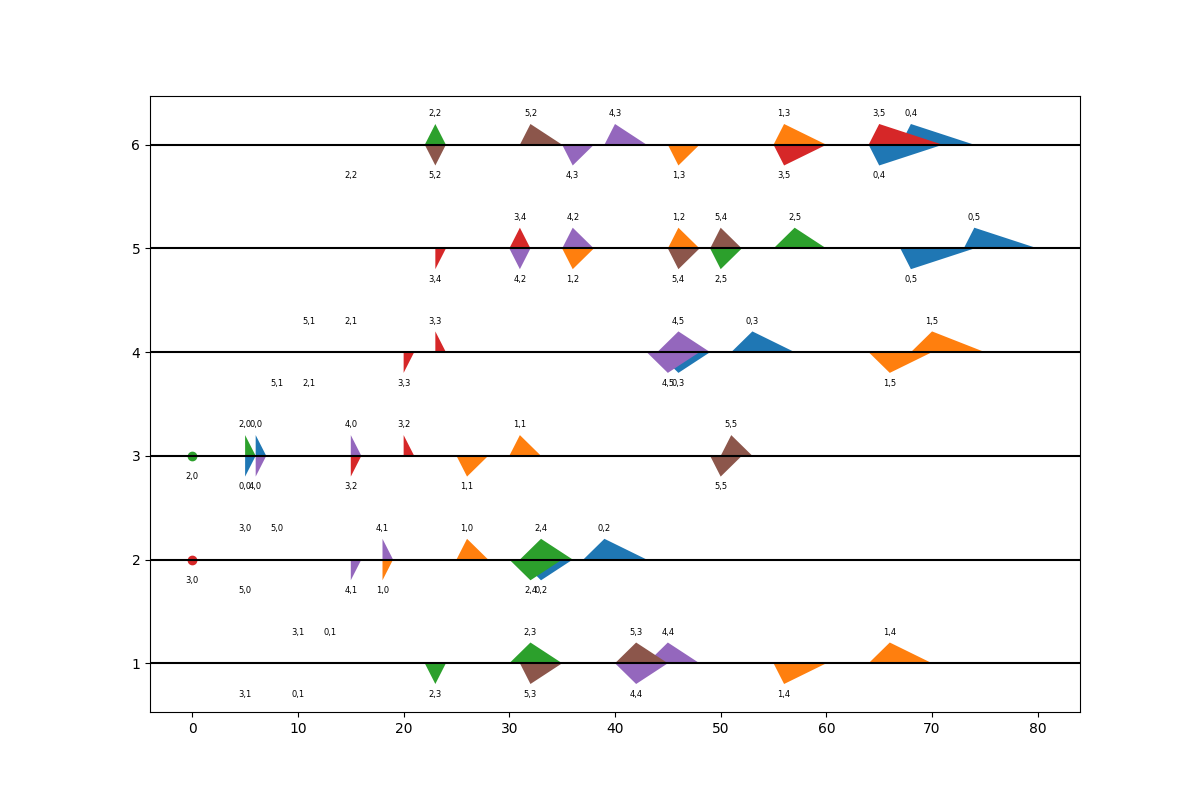 2,2 5,2 4,3 1,3 3,5 0,4
6
2,2 5,2 4,3 1,3 3,5 0,4
3,4 4,2 1,2 5,4 2,5 0,5
5
3,4 4,2 1,2 5,4 2,5 0,5
5,1 2,1 3,3 4,5 0,3 1,5
4
5,1 2,1 3,3 4,5 0,3 1,5
2,0 0,0 4,0 3,2 1,1 5,5
3
2,0
0,0 4,0 3,2 1,1 5,5
3,0 5,0 4,1 1,0 2,4 0,2
2
3,0
5,0 4,1 1,0 2,4 0,2
3,1 0,1 2,3 5,3 4,4 1,4
1
3,1 0,1 2,3 5,3 4,4 1,4
0 10 20 30 40 50 60 70 80